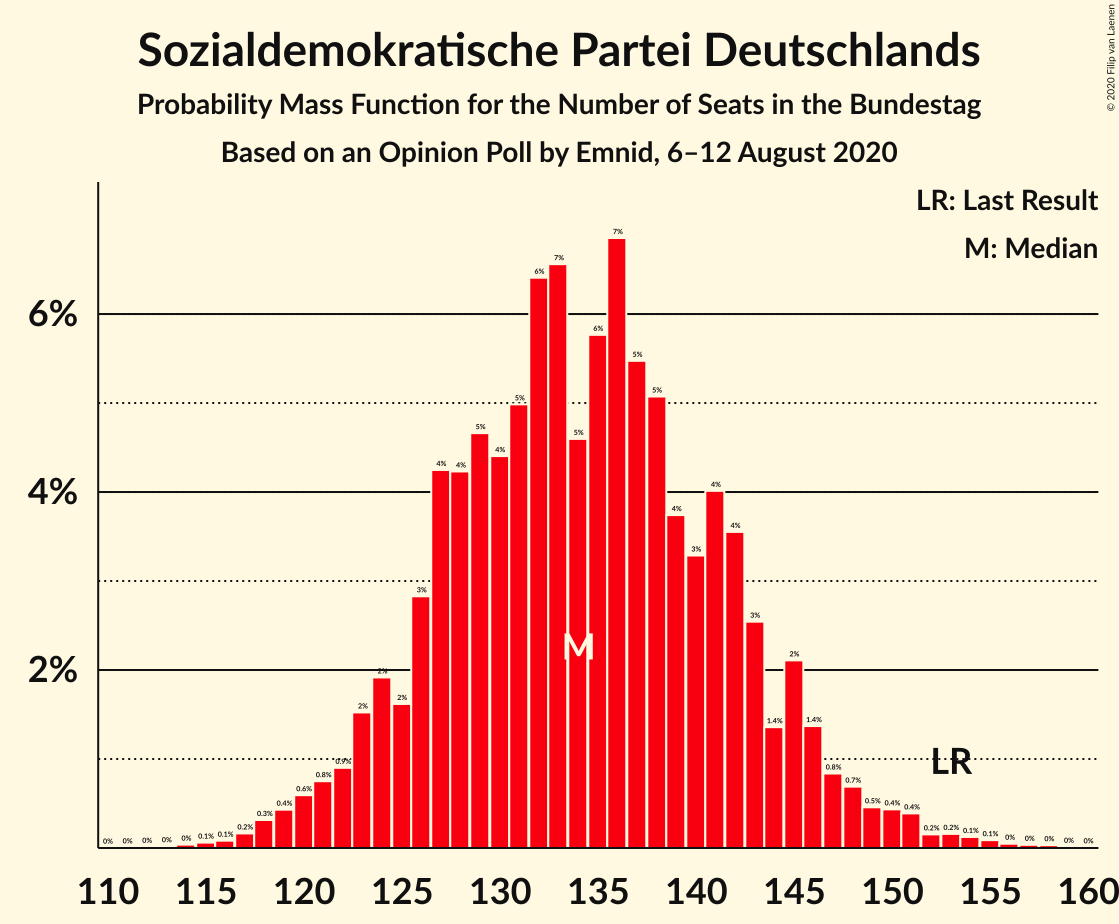 Sozialdemokratische Partei Deutschlands
Probability Mass Function for the Number of Seats in the Bundestag
Based on an Opinion Poll by Emnid, 6–12 August 2020
© 2020 Filip van Laenen
LR: Last Result
M: Median
6%
4%
2%
0% 0% 0% 0% 0% 0.1% 0.1% 0.2% 0.3% 0.4% 0.6% 0.8% 0.9% 2% 2% 2% 3% 4% 4% 5% 4% 5% 6% 7% 5% 6% 7% 5% 5% 4% 3% 4% 4% 3% 1.4% 2% 1.4% 0.8% 0.7% 0.5% 0.4% 0.4% 0.2% 0.2% 0.1% 0.1% 0% 0% 0% 0% 0%
M
LR
110 115 120 125 130 135 140 145 150 155 160